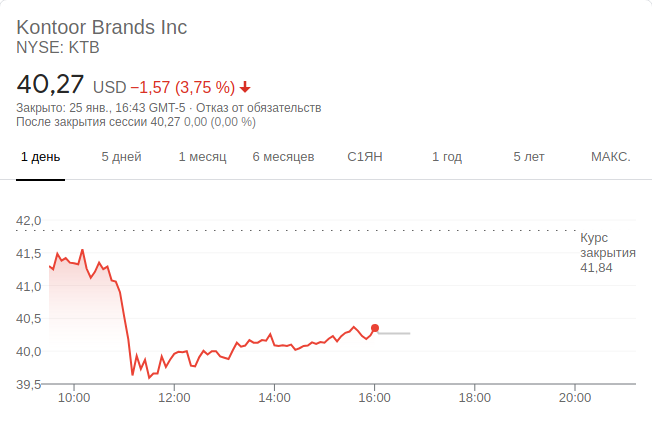 Kontoor Brands Inc
NYSE: KTB
40,27 USD −1,57 (3,75 %)
Закрыто: 25 янв., 16:43 GMT-5 · Отказ от обязательств
После закрытия сессии 40,27 0,00 (0,00 %)
1 день 5 дней 1 месяц 6 месяцев С1ЯН 1 год 5 лет МАКС.
42,0
Курс
закрытия
41,84
41,5
41,0
40,5
40,0
39,5
10:00 12:00 14:00 16:00 18:00 20:00